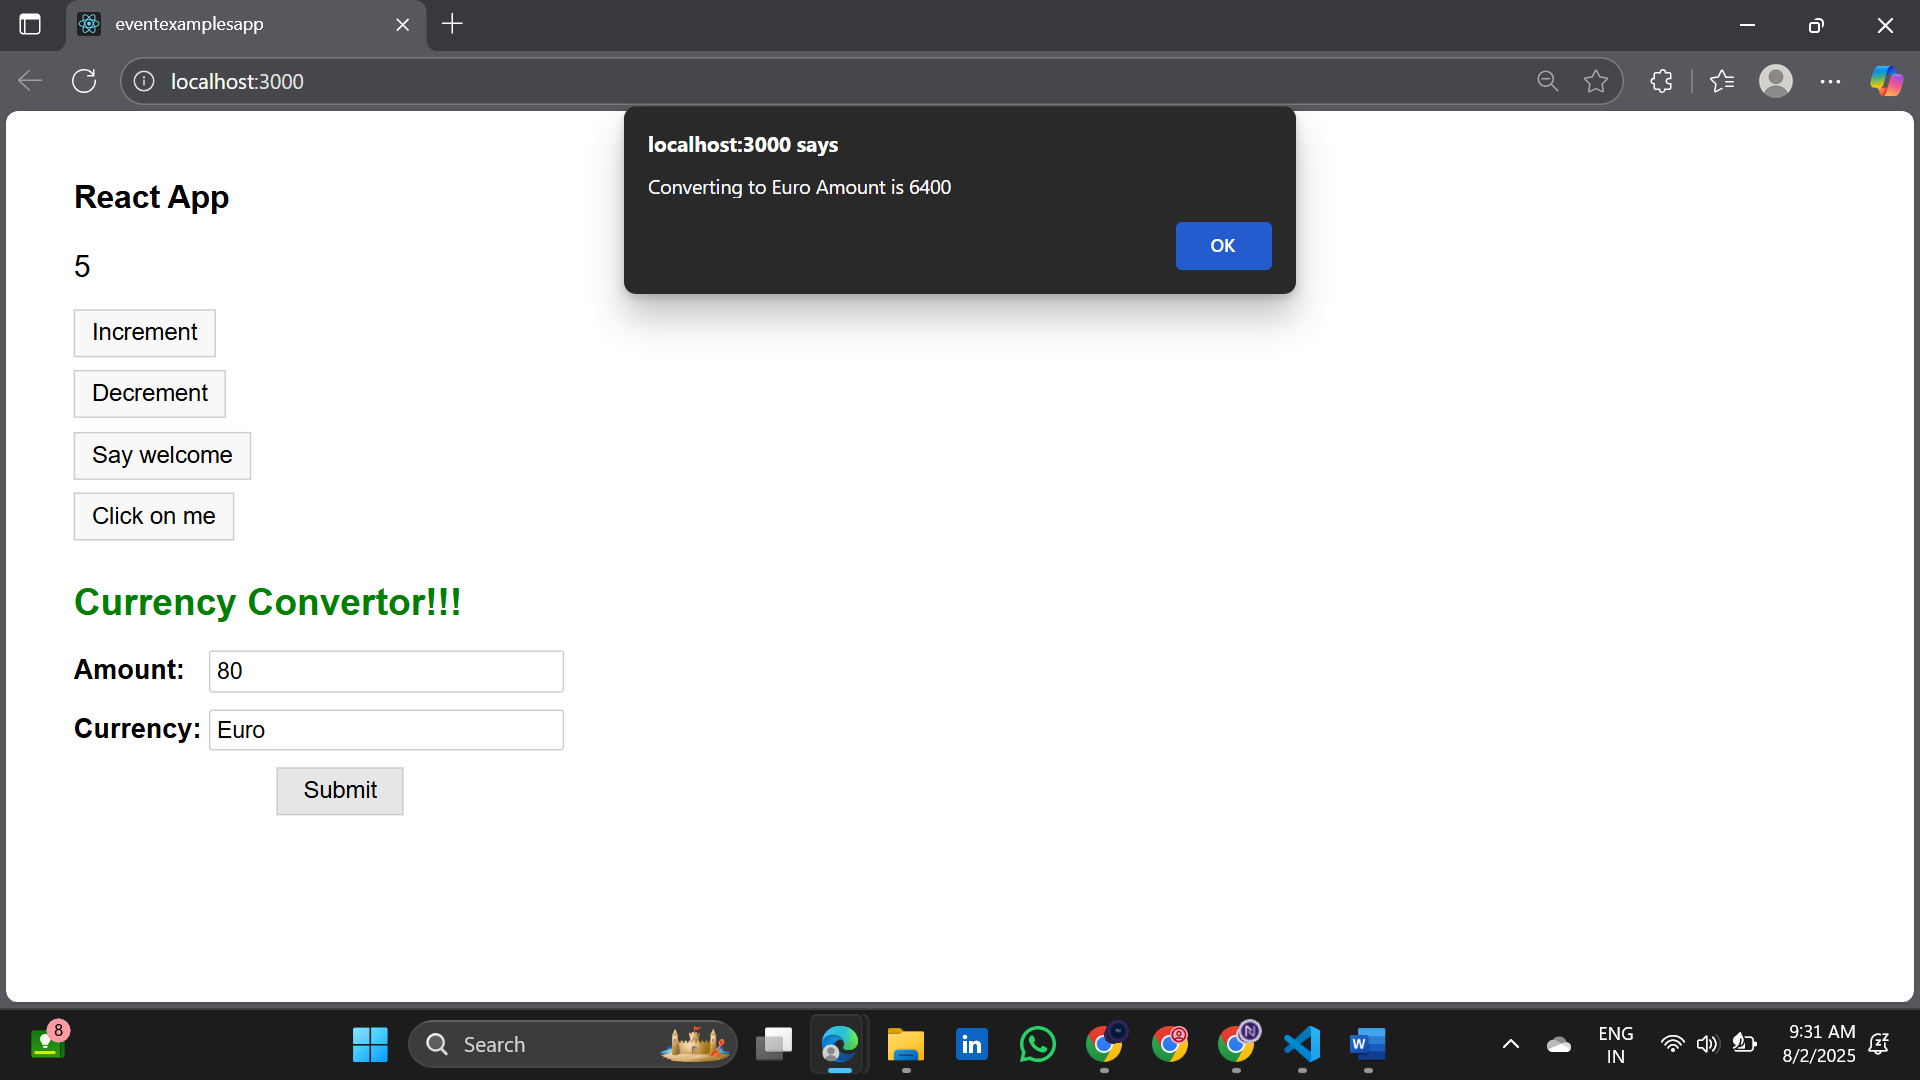 eventexamplesapp
localhost:3000
localhost:3000 says
Converting to Euro Amount is 6400
OK
React App
5
Increment
Decrement
Say welcome
Click on me
Currency Convertor!!!
Amount: 80
Currency: Euro
Submit
8
Search
in
N
W
ENG
IN
9:31 AM
8/2/2025